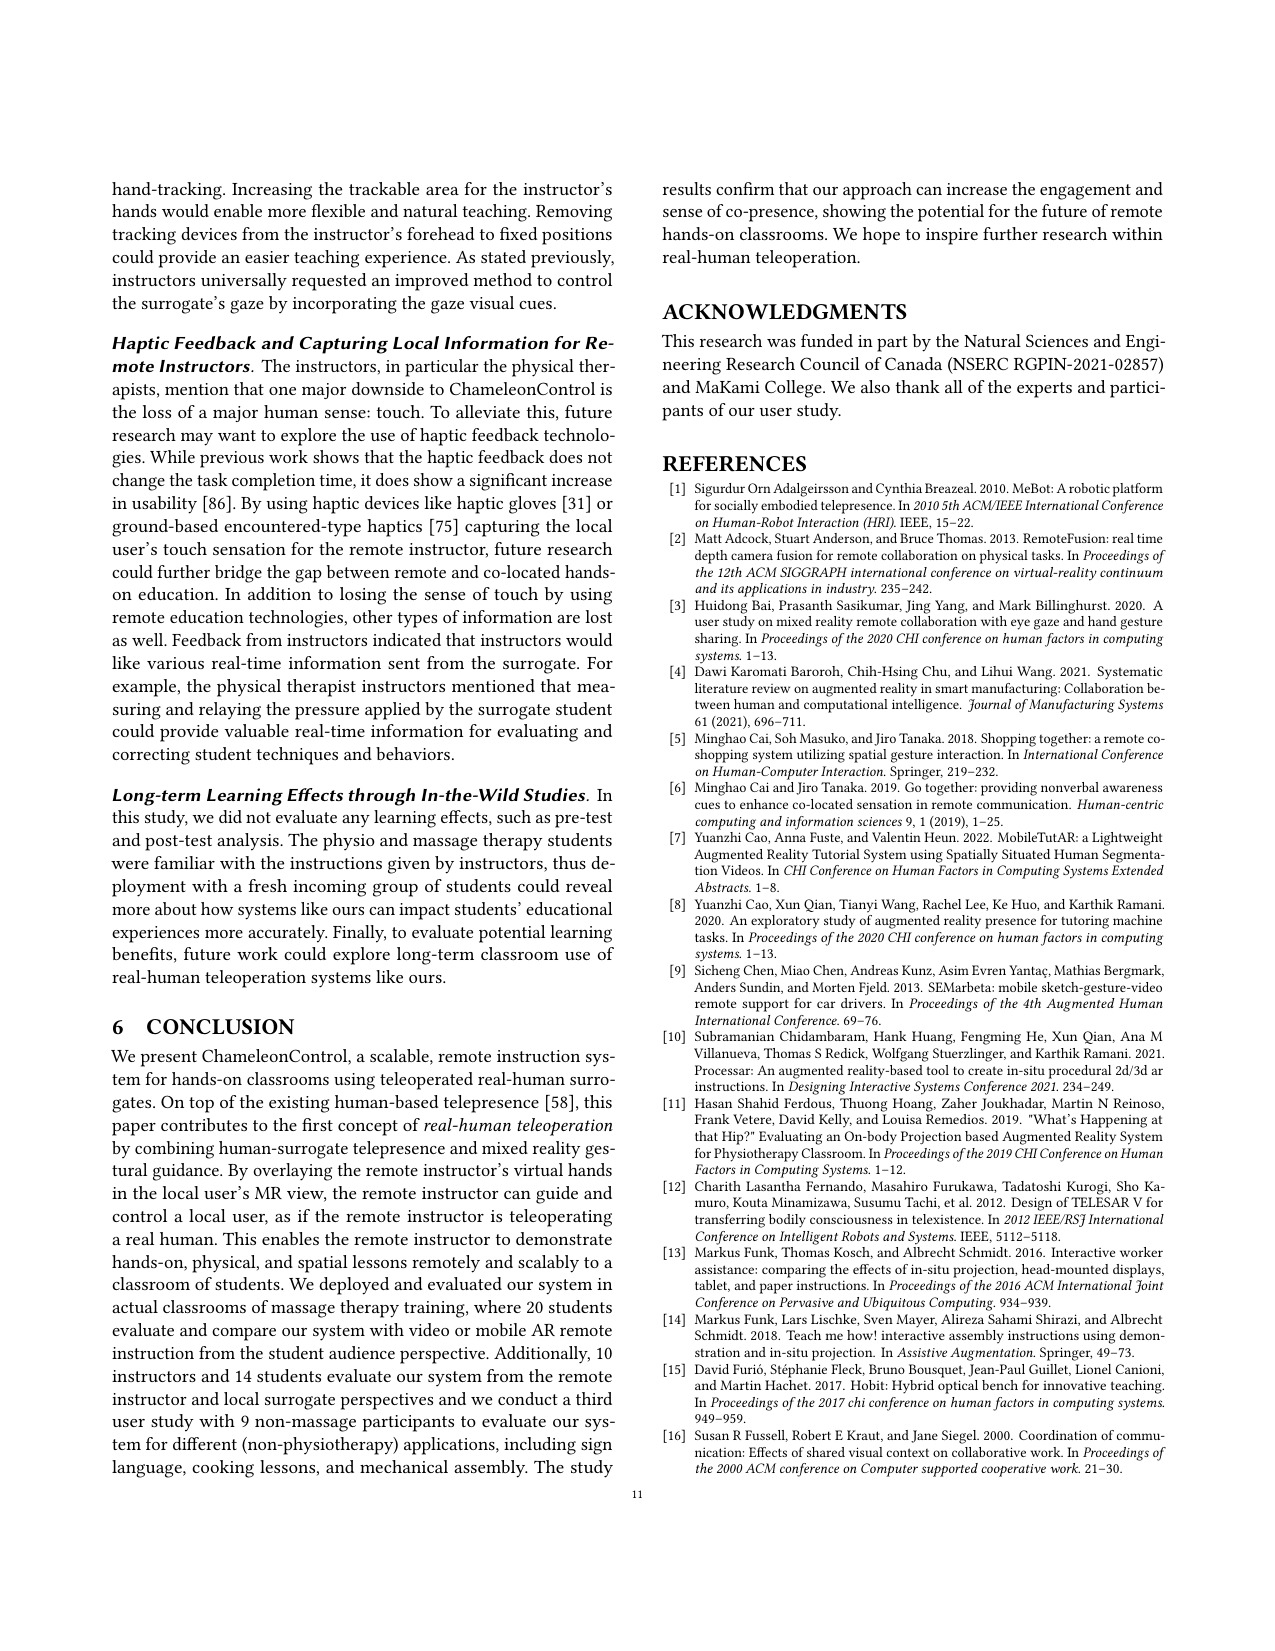 hand-tracking. Increasing the trackable area for the instructor's
hands would enable more flexible and natural teaching. Removing
tracking devices from the instructor's forehead to fixed positions
could provide an easier teaching experience. As stated previously,
instructors universally requested an improved method to control
the surrogate's gaze by incorporating the gaze visual cues.
Haptic Feedback and Capturing Local Information for Re-
mote Instructors. The instructors, in particular the physical ther-
apists, mention that one major downside to ChameleonControl is
the loss of a major human sense: touch. To alleviate this, future
research may want to explore the use of haptic feedback technolo-
gies. While previous work shows that the haptic feedback does not
change the task completion time, it does show a significant increase
in usability [86]. By using haptic devices like haptic gloves [31] or
ground-based encountered-type haptics [75] capturing the local
user's touch sensation for the remote instructor, future research
could further bridge the gap between remote and co-located hands-
on education. In addition to losing the sense of touch by using
remote education technologies, other types of information are lost
as well. Feedback from instructors indicated that instructors would
like various real-time information sent from the surrogate. For
example, the physical therapist instructors mentioned that mea-
suring and relaying the pressure applied by the surrogate student
could provide valuable real-time information for evaluating and
correcting student techniques and behaviors.
Long-term Learning Effects through In-the-Wild Studies. In
this study, we did not evaluate any learning effects, such as pre-test
and post-test analysis. The physio and massage therapy students
were familiar with the instructions given by instructors, thus de-
ployment with a fresh incoming group of students could reveal
more about how systems like ours can impact students' educational
experiences more accurately. Finally, to evaluate potential learning
benefits, future work could explore long-term classroom use of
real-human teleoperation systems like ours.
6 CONCLUSION
We present ChameleonControl, a scalable, remote instruction sys-
tem for hands-on classrooms using teleoperated real-human surro-
gates. On top of the existing human-based telepresence [58], this
paper contributes to the first concept of real-human teleoperation
by combining human-surrogate telepresence and mixed reality ges-
tural guidance. By overlaying the remote instructor's virtual hands
in the local user's MR view, the remote instructor can guide and
control a local user, as if the remote instructor is teleoperating
a real human. This enables the remote instructor to demonstrate
hands-on, physical, and spatial lessons remotely and scalably to a
classroom of students. We deployed and evaluated our system in
actual classrooms of massage therapy training, where 20 students
evaluate and compare our system with video or mobile AR remote
instruction from the student audience perspective. Additionally, 10
instructors and 14 students evaluate our system from the remote
instructor and local surrogate perspectives and we conduct a third
user study with 9 non-massage participants to evaluate our sys-
tem for different (non-physiotherapy) applications, including sign
language, cooking lessons, and mechanical assembly. The study
results confirm that our approach can increase the engagement and
sense of co-presence, showing the potential for the future of remote
hands-on classrooms. We hope to inspire further research within
real-human teleoperation.
ACKNOWLEDGMENTS
This research was funded in part by the Natural Sciences and Engi-
neering Research Council of Canada (NSERC RGPIN-2021-02857)
and MaKami College. We also thank all of the experts and partici-
pants of our user study.
REFERENCES
[1] Sigurdur Orn Adalgeirsson and Cynthia Breazeal. 2010. MeBot: A robotic platform
for socially embodied telepresence. In 2010 5th ACM/IEEE International Conference
on Human-Robot Interaction (HRI). IEEE, 15–22.
[2] Matt Adcock, Stuart Anderson, and Bruce Thomas. 2013. RemoteFusion: real time
depth camera fusion for remote collaboration on physical tasks. In Proceedings of
the 12th ACM SIGGRAPH international conference on virtual-reality continuum
and its applications in industry. 235–242.
[3] Huidong Bai, Prasanth Sasikumar, Jing Yang, and Mark Billinghurst. 2020. A
user study on mixed reality remote collaboration with eye gaze and hand gesture
sharing. In Proceedings of the 2020 CHI conference on human factors in computing
systems. 1–13.
[4] Dawi Karomati Baroroh, Chih-Hsing Chu, and Lihui Wang. 2021. Systematic
literature review on augmented reality in smart manufacturing: Collaboration be-
tween human and computational intelligence. Journal of Manufacturing Systems
61 (2021), 696–711.
[5] Minghao Cai, Soh Masuko, and Jiro Tanaka. 2018. Shopping together: a remote co-
shopping system utilizing spatial gesture interaction. In International Conference
on Human-Computer Interaction. Springer, 219–232.
[6] Minghao Cai and Jiro Tanaka. 2019. Go together: providing nonverbal awareness
cues to enhance co-located sensation in remote communication. Human-centric
computing and information sciences 9, 1 (2019), 1–25.
[7] Yuanzhi Cao, Anna Fuste, and Valentin Heun. 2022. MobileTutAR: a Lightweight
Augmented Reality Tutorial System using Spatially Situated Human Segmenta-
tion Videos. In CHI Conference on Human Factors in Computing Systems Extended
Abstracts. 1–8.
[8] Yuanzhi Cao, Xun Qian, Tianyi Wang, Rachel Lee, Ke Huo, and Karthik Ramani.
2020. An exploratory study of augmented reality presence for tutoring machine
tasks. In Proceedings of the 2020 CHI conference on human factors in computing
systems. 1–13.
[9] Sicheng Chen, Miao Chen, Andreas Kunz, Asim Evren Yantaç, Mathias Bergmark,
Anders Sundin, and Morten Fjeld. 2013. SEMarbeta: mobile sketch-gesture-video
remote support for car drivers. In Proceedings of the 4th Augmented Human
International Conference. 69–76.
[10] Subramanian Chidambaram, Hank Huang, Fengming He, Xun Qian, Ana M
Villanueva, Thomas S Redick, Wolfgang Stuerzlinger, and Karthik Ramani. 2021.
Processar: An augmented reality-based tool to create in-situ procedural 2d/3d ar
instructions. In Designing Interactive Systems Conference 2021. 234–249.
[11] Hasan Shahid Ferdous, Thuong Hoang, Zaher Joukhadar, Martin N Reinoso,
Frank Vetere, David Kelly, and Louisa Remedios. 2019. "What's Happening at
that Hip?" Evaluating an On-body Projection based Augmented Reality System
for Physiotherapy Classroom. In Proceedings of the 2019 CHI Conference on Human
Factors in Computing Systems. 1–12.
[12] Charith Lasantha Fernando, Masahiro Furukawa, Tadatoshi Kurogi, Sho Ka-
muro, Kouta Minamizawa, Susumu Tachi, et al. 2012. Design of TELESAR V for
transferring bodily consciousness in telexistence. In 2012 IEEE/RSJ International
Conference on Intelligent Robots and Systems. IEEE, 5112–5118.
[13] Markus Funk, Thomas Kosch, and Albrecht Schmidt. 2016. Interactive worker
assistance: comparing the effects of in-situ projection, head-mounted displays,
tablet, and paper instructions. In Proceedings of the 2016 ACM International Joint
Conference on Pervasive and Ubiquitous Computing. 934–939.
[14] Markus Funk, Lars Lischke, Sven Mayer, Alireza Sahami Shirazi, and Albrecht
Schmidt. 2018. Teach me how! interactive assembly instructions using demon-
stration and in-situ projection. In Assistive Augmentation. Springer, 49–73.
[15] David Furió, Stéphanie Fleck, Bruno Bousquet, Jean-Paul Guillet, Lionel Canioni,
and Martin Hachet. 2017. Hobit: Hybrid optical bench for innovative teaching.
In Proceedings of the 2017 chi conference on human factors in computing systems.
949–959.
[16] Susan R Fussell, Robert E Kraut, and Jane Siegel. 2000. Coordination of commu-
nication: Effects of shared visual context on collaborative work. In Proceedings of
the 2000 ACM conference on Computer supported cooperative work. 21–30.
11